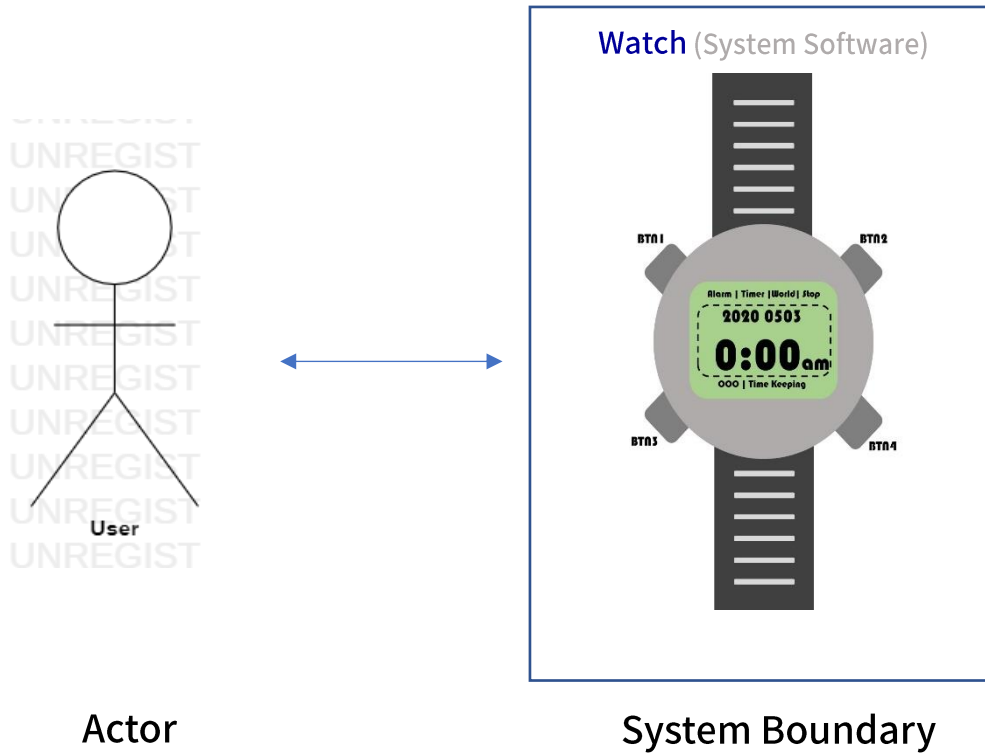 Watch (System Software)
UNREGIST
UNREGIST
UNREGIST
UNREGIST
UNREGIST
UNREGIST
UNREGIST
UNREGIST
UNREGIST
User
UNREGIST
BTN1
BTN2
Alarm | Timer |World| Stop
2020 0503
0:00am
OOO | Time Keeping
BTN3
BTN4
Actor
System Boundary